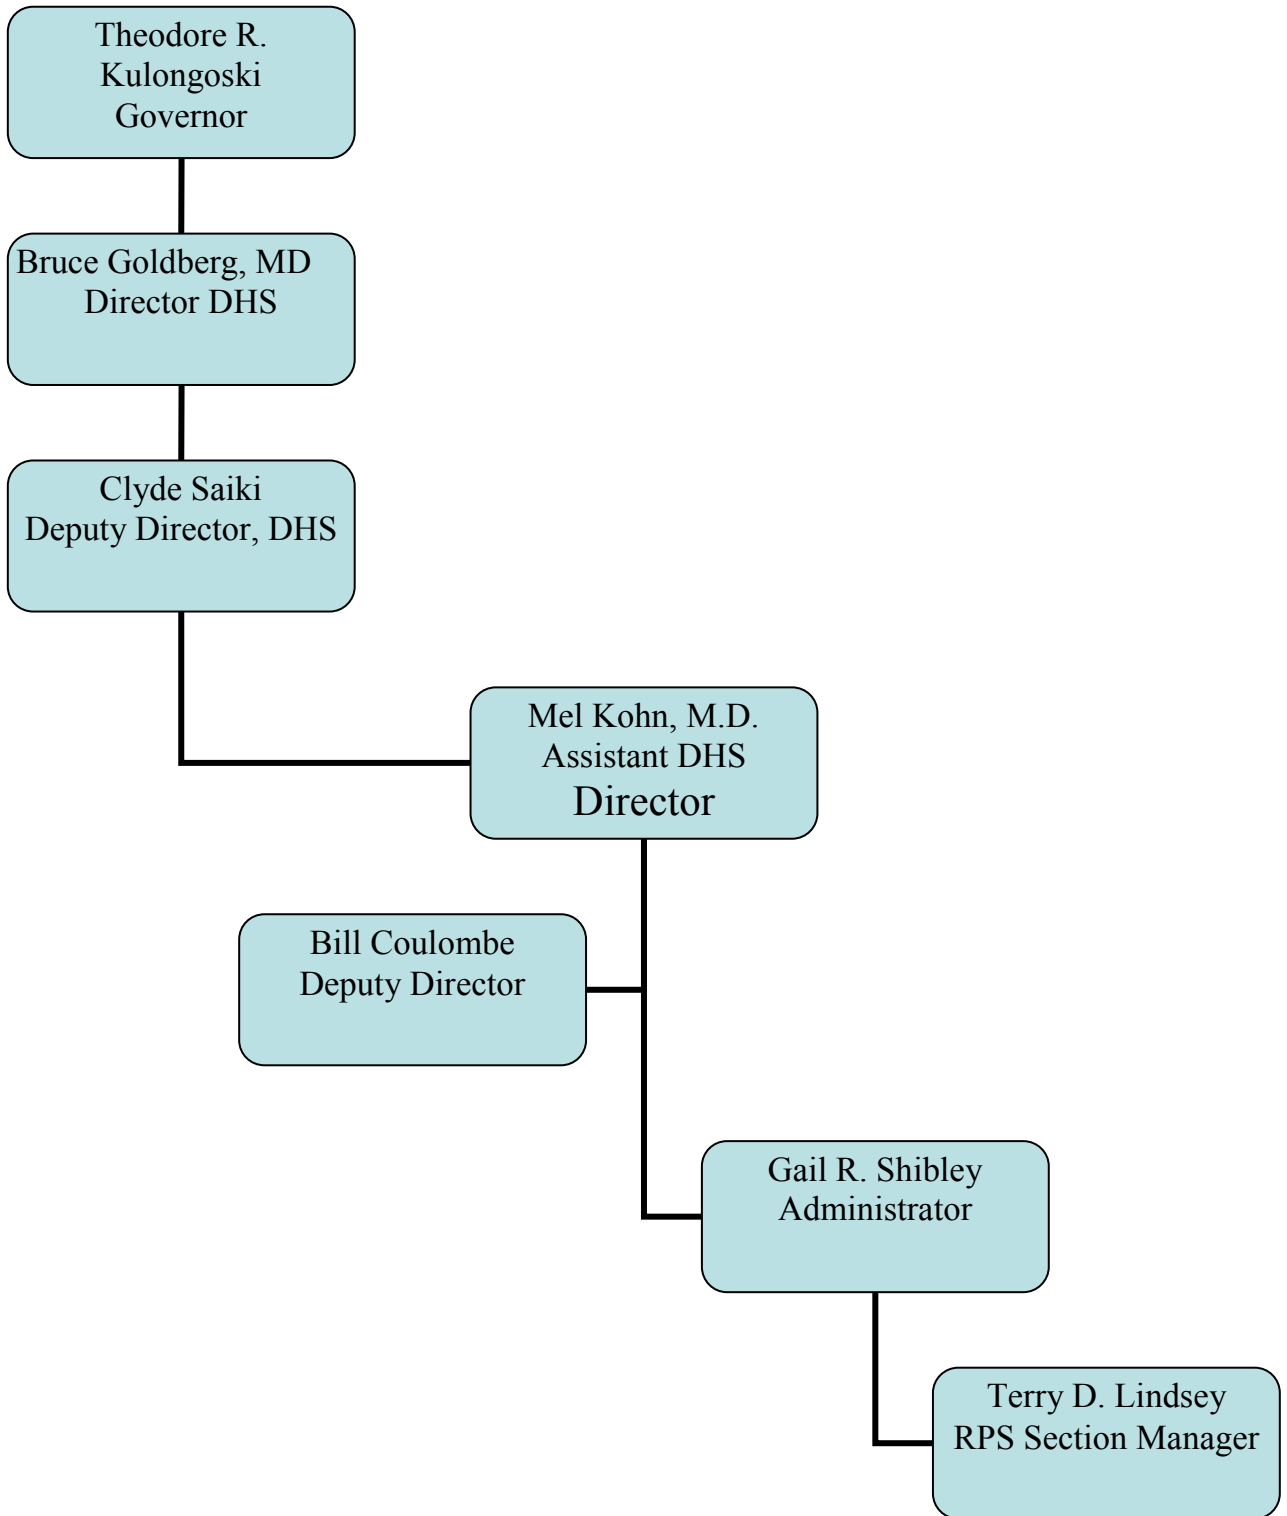 Theodore R.
Kulongoski
Governor
Bruce Goldberg, MD
Director DHS
Clyde Saiki
Deputy Director, DHS
Mel Kohn, M.D.
Assistant DHS
Director
Bill Coulombe
Deputy Director
Gail R. Shibley
Administrator
Terry D. Lindsey
RPS Section Manager